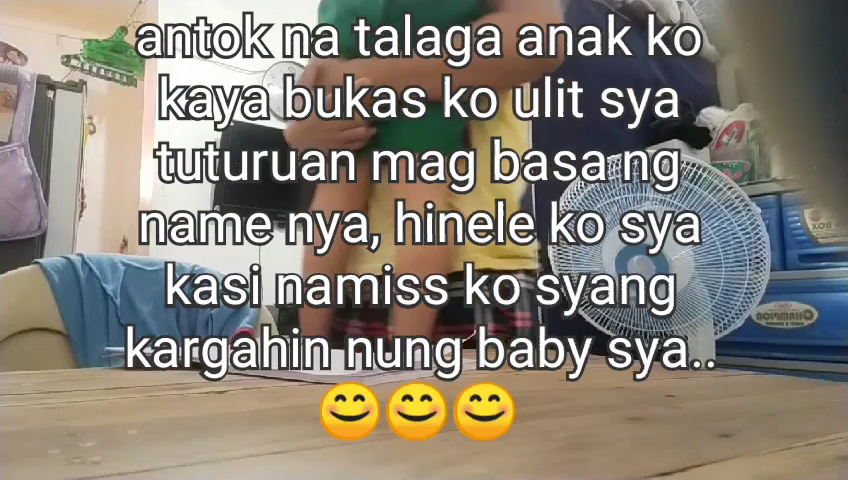 antok na talaga anak ko
kaya bukas ko ulit sya
tuturuan mag basa ng
name nya, hinele ko sya
kasi namiss ko syang
kargahin nung baby sya..
😊😊😊
CHAMPION